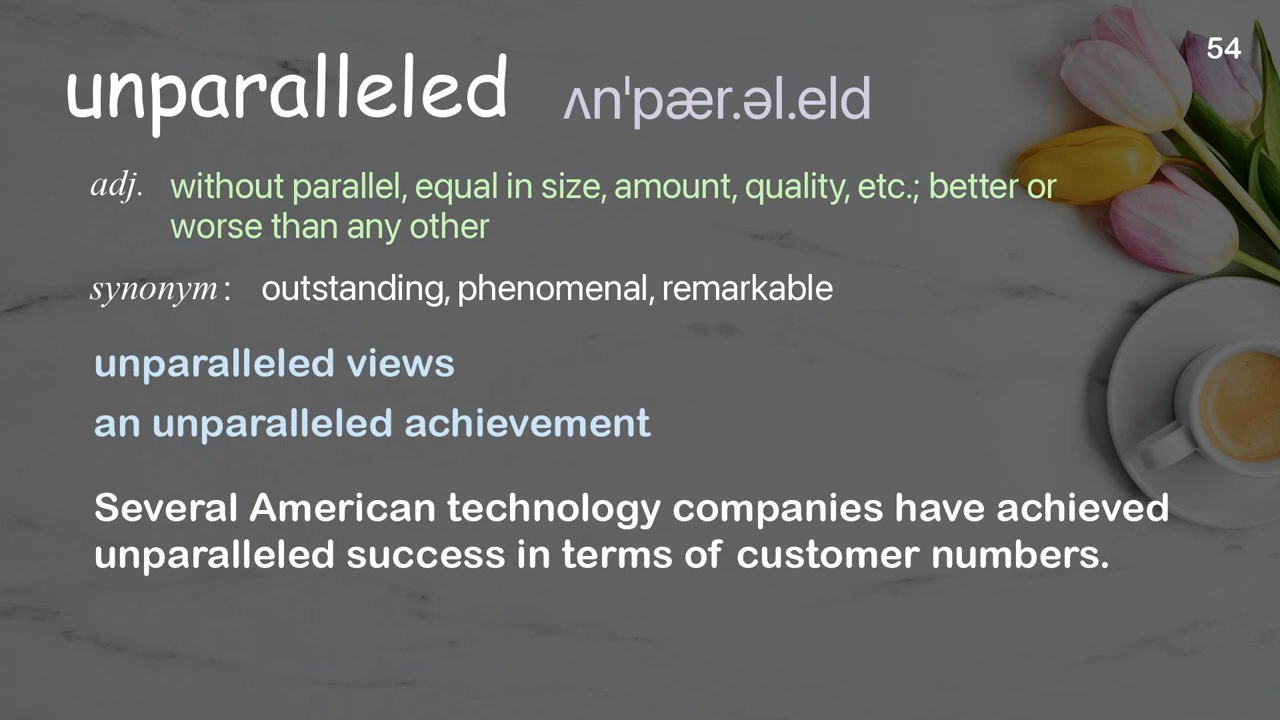 54
unparalleled ʌnˈpær.əl.eld
adj. without parallel, equal in size, amount, quality, etc.; better or
worse than any other
synonym: outstanding, phenomenal, remarkable
unparalleled views
an unparalleled achievement
Several American technology companies have achieved
unparalleled success in terms of customer numbers.